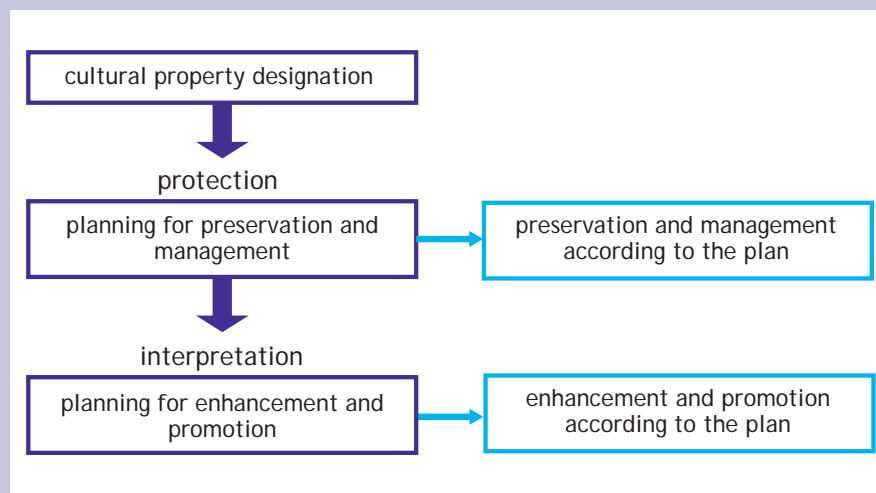 cultural property designation
protection
planning for preservation and
management
preservation and management
according to the plan
interpretation
planning for enhancement and
promotion
enhancement and promotion
according to the plan